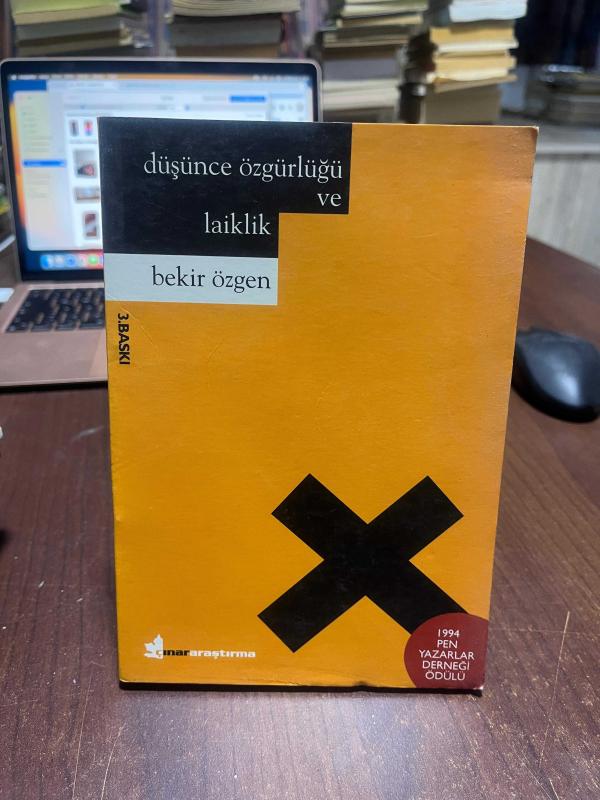 düşünce özgürlüğü
ve
laiklik
bekir özgen
3.BASKI
çınararaştırma
1994
PEN
YAZARLAR
DERNEĞİ
ÖDÜLÜ